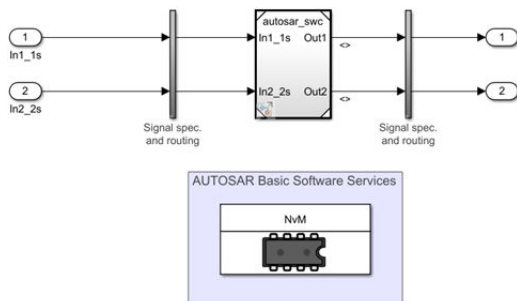 autosar_swc
1
In1_1s
In1_1s
Out1
<>
1
2
In2_2s
In2_2s
Out2
<>
2
Signal spec.
and routing
Signal spec.
and routing
AUTOSAR Basic Software Services
NvM